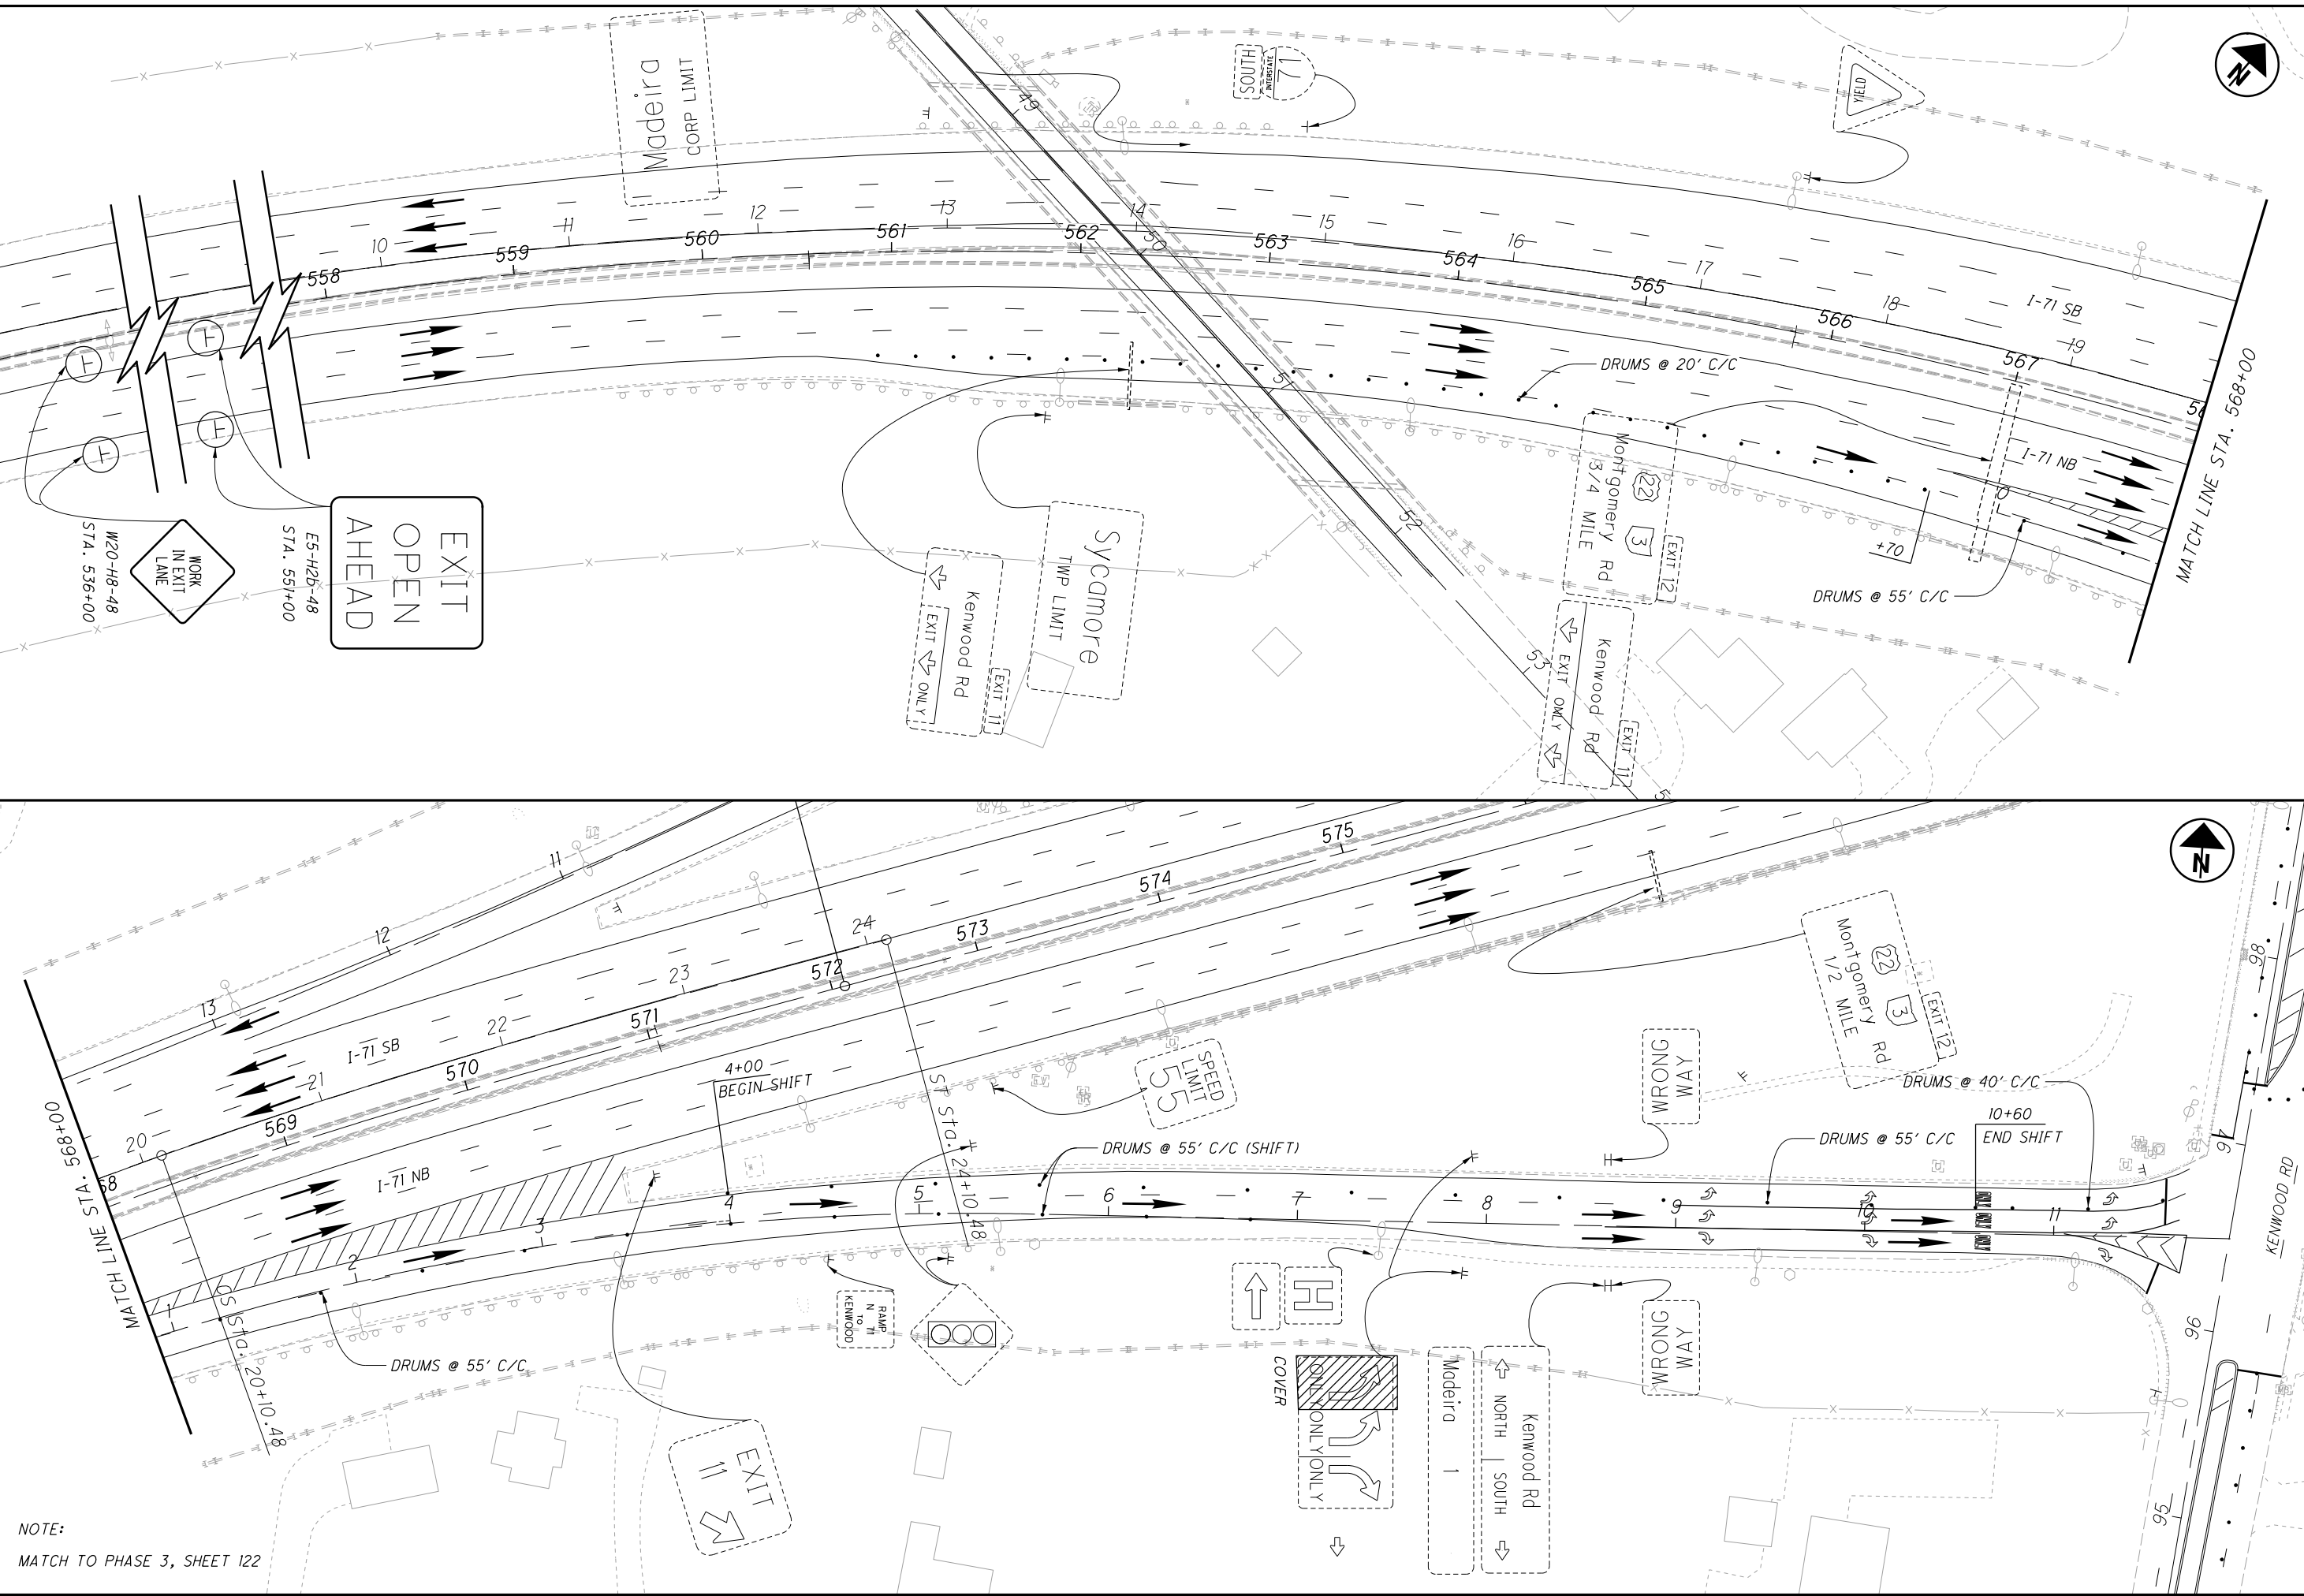 Madeira
CORP LIMIT
SOUTH
INTERSTATE
71
YIELD
N
49
50
51
52
53
10
11
12
13
14
15
16
17
18
19
558
559
560
561
562
563
564
565
566
567
I-71 SB
I-71 NB
MATCH LINE STA. 568+00
DRUMS @ 20' C/C
+70
0
DRUMS @ 55' C/C
WORK
IN EXIT
LANE
W20-H8-48
STA. 536+00
EXIT
OPEN
AHEAD
E5-H2b-48
STA. 551+00
Sycamore
TWP LIMIT
EXIT 11
Kenwood Rd
EXIT ONLY
EXIT 12
22 3
Montgomery Rd
3/4 MILE
EXIT 11
Kenwood Rd
EXIT ONLY
N
MATCH LINE STA. 568+00
11
12
13
20
21
22
23
24
569
570
571
572
573
574
575
I-71 SB
I-71 NB
1
2
3
4
5
6
7
8
9
10
11
CS Sta. 20+10.48
ST Sta. 24+10.48
4+00
BEGIN SHIFT
DRUMS @ 55' C/C (SHIFT)
DRUMS @ 55' C/C
DRUMS @ 55' C/C
DRUMS @ 40' C/C
10+60
END SHIFT
SPEED
LIMIT
55
EXIT 12
22 3
Montgomery Rd
1/2 MILE
WRONG
WAY
WRONG
WAY
RAMP
N 71
TO
KENWOOD
EXIT
11
H
COVER
ONLY ONLY ONLY
Madeira 1
Kenwood Rd
NORTH SOUTH
KENWOOD RD
95
96
97
98
NOTE:
MATCH TO PHASE 3, SHEET 122